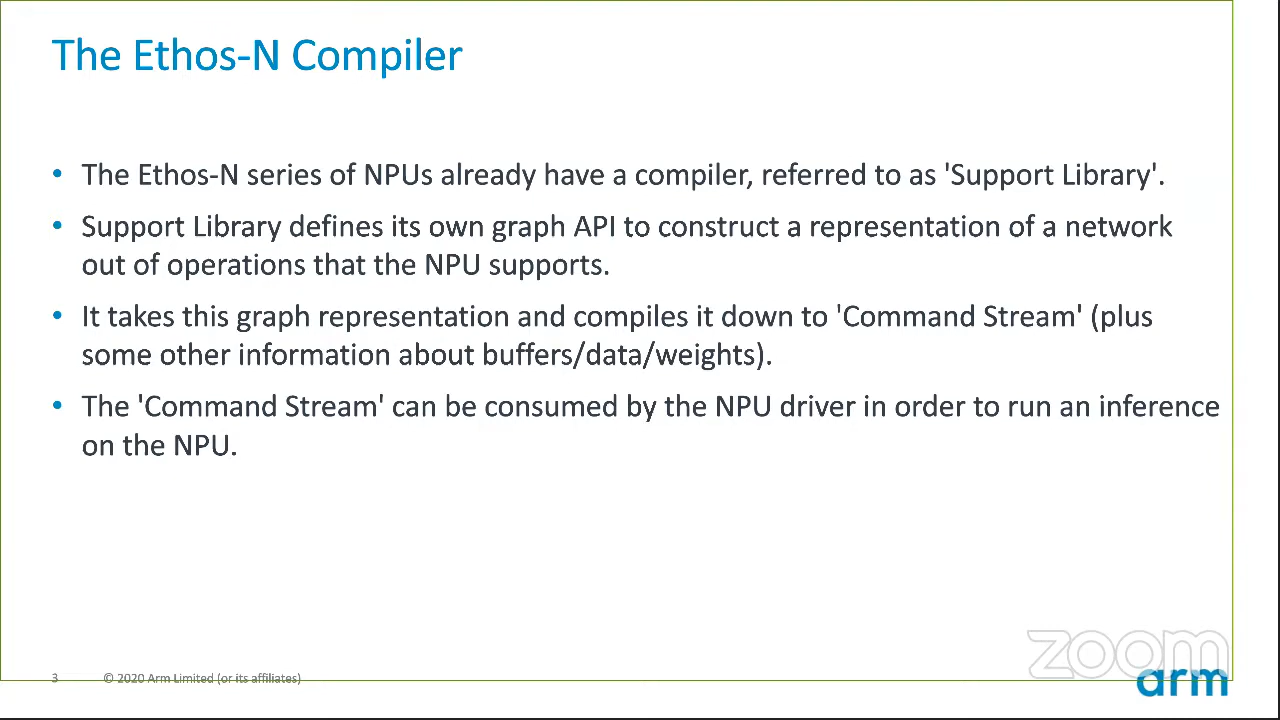 The Ethos-N Compiler
• The Ethos-N series of NPUs already have a compiler, referred to as 'Support Library'.
• Support Library defines its own graph API to construct a representation of a network
out of operations that the NPU supports.
• It takes this graph representation and compiles it down to 'Command Stream' (plus
some other information about buffers/data/weights).
• The 'Command Stream' can be consumed by the NPU driver in order to run an inference
on the NPU.
zoom
3 © 2020 Arm Limited (or its affiliates)
arm